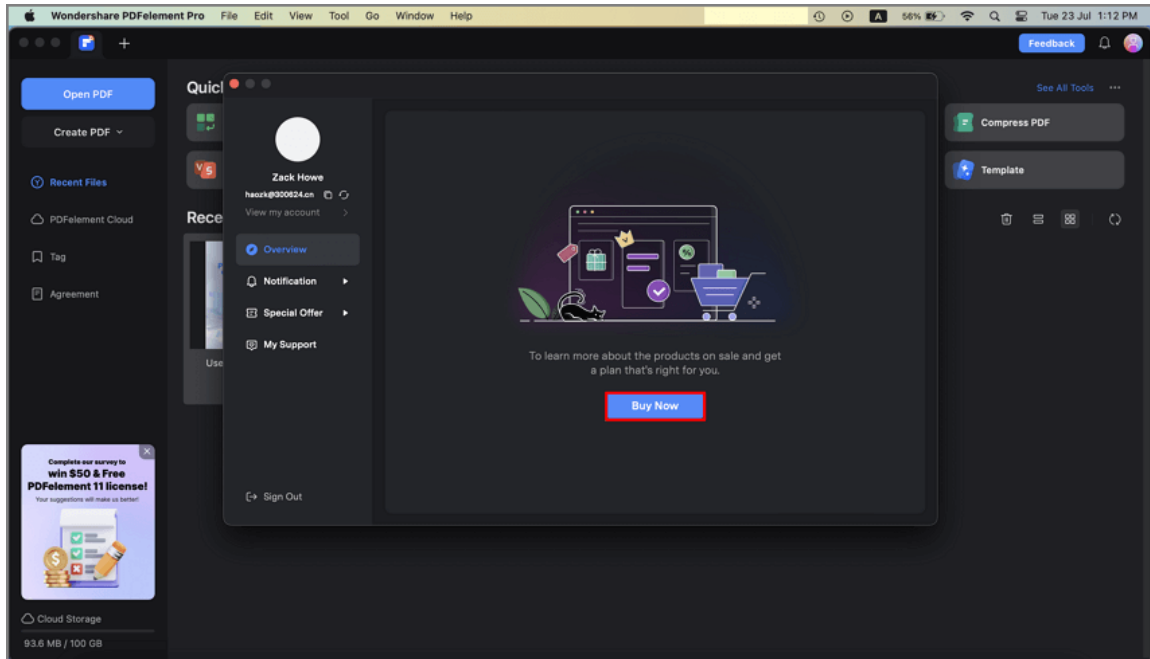 Wondershare PDFelement Pro File Edit View Tool Go Window Help
A 56% Tue 23 Jul 1:12 PM
Feedback
Open PDF
Create PDF
Recent Files
PDFelement Cloud
Tag
Agreement
Complete our survey to
win $50 & Free
PDFelement 11 license!
Your suggestions will make us better!
Cloud Storage
93.6 MB / 100 GB
Quic
See All Tools
Compress PDF
Template
Rece
Use
Zack Howe
haozk@300624.cn
View my account
Overview
Notification
Special Offer
My Support
Sign Out
To learn more about the products on sale and get
a plan that's right for you.
Buy Now